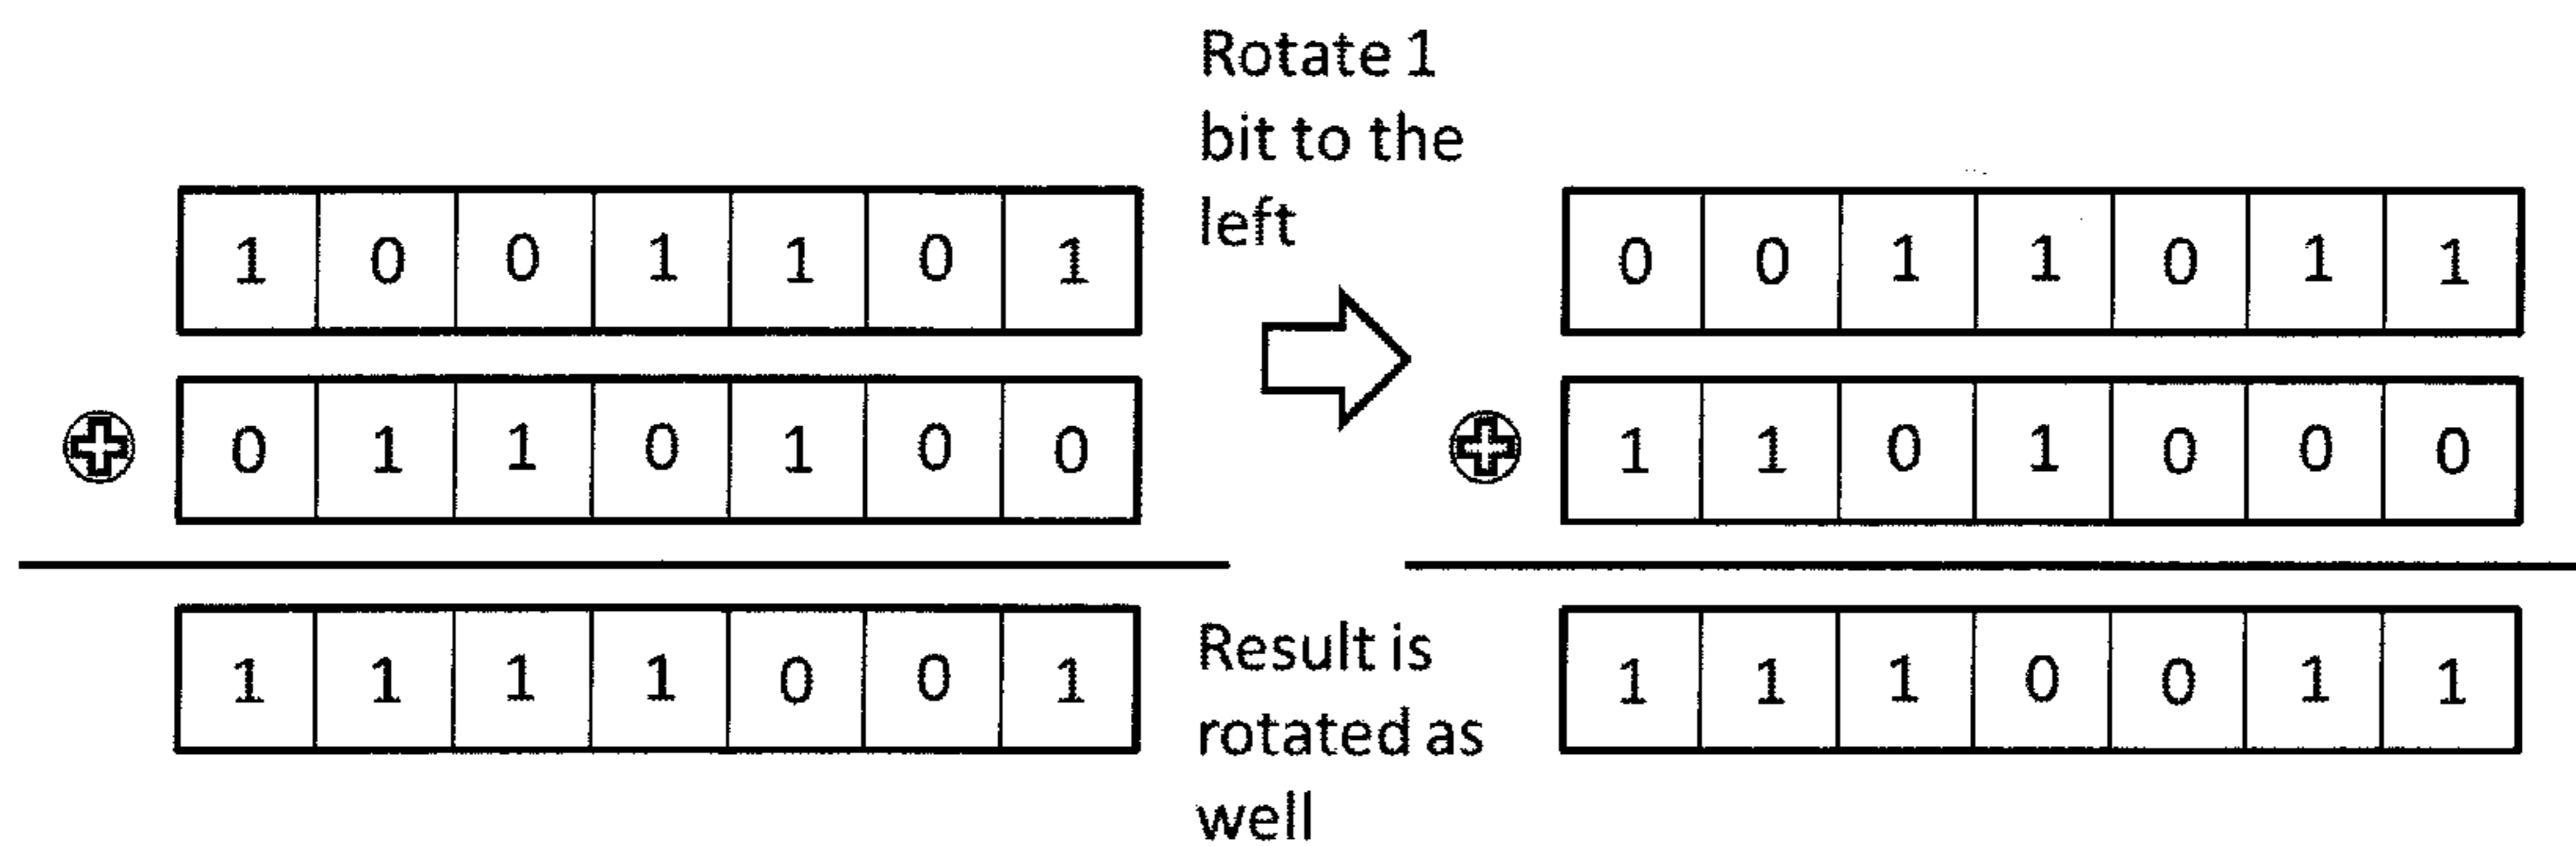 Rotate 1
bit to the
left
1 0 0 1 1 0 1
0 0 1 1 0 1 1
0 1 1 0 1 0 0
1 1 0 1 0 0 0
1 1 1 1 0 0 1
1 1 1 0 0 1 1
Result is
rotated as
well